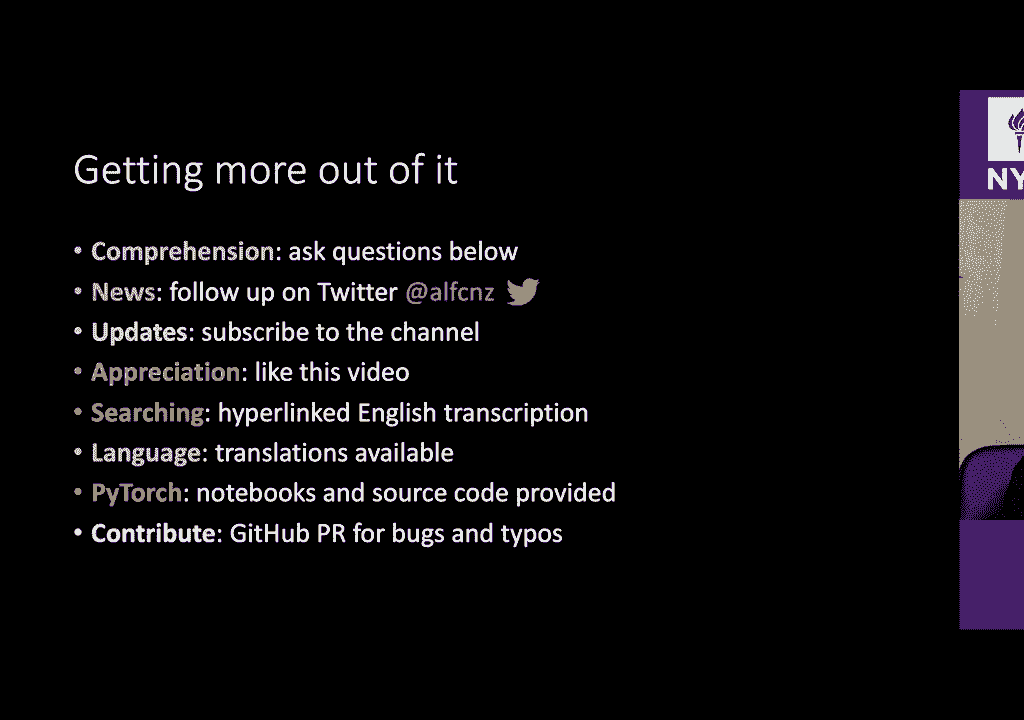 Getting more out of it
• Comprehension: ask questions below
• News: follow up on Twitter @alfcnz
• Updates: subscribe to the channel
• Appreciation: like this video
• Searching: hyperlinked English transcription
• Language: translations available
• PyTorch: notebooks and source code provided
• Contribute: GitHub PR for bugs and typos
NY